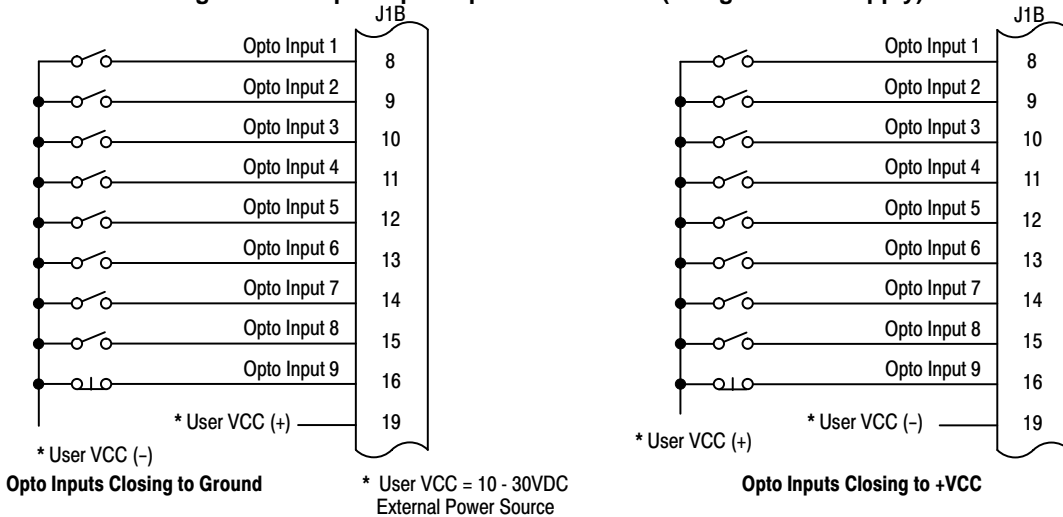 J1B
Opto Input 1
8
Opto Input 2
9
Opto Input 3
10
Opto Input 4
11
Opto Input 5
12
Opto Input 6
13
Opto Input 7
14
Opto Input 8
15
Opto Input 9
16
* User VCC (+)
19
* User VCC (−)
Opto Inputs Closing to Ground
* User VCC = 10 - 30VDC
External Power Source
J1B
Opto Input 1
8
Opto Input 2
9
Opto Input 3
10
Opto Input 4
11
Opto Input 5
12
Opto Input 6
13
Opto Input 7
14
Opto Input 8
15
Opto Input 9
16
* User VCC (−)
19
* User VCC (+)
Opto Inputs Closing to +VCC